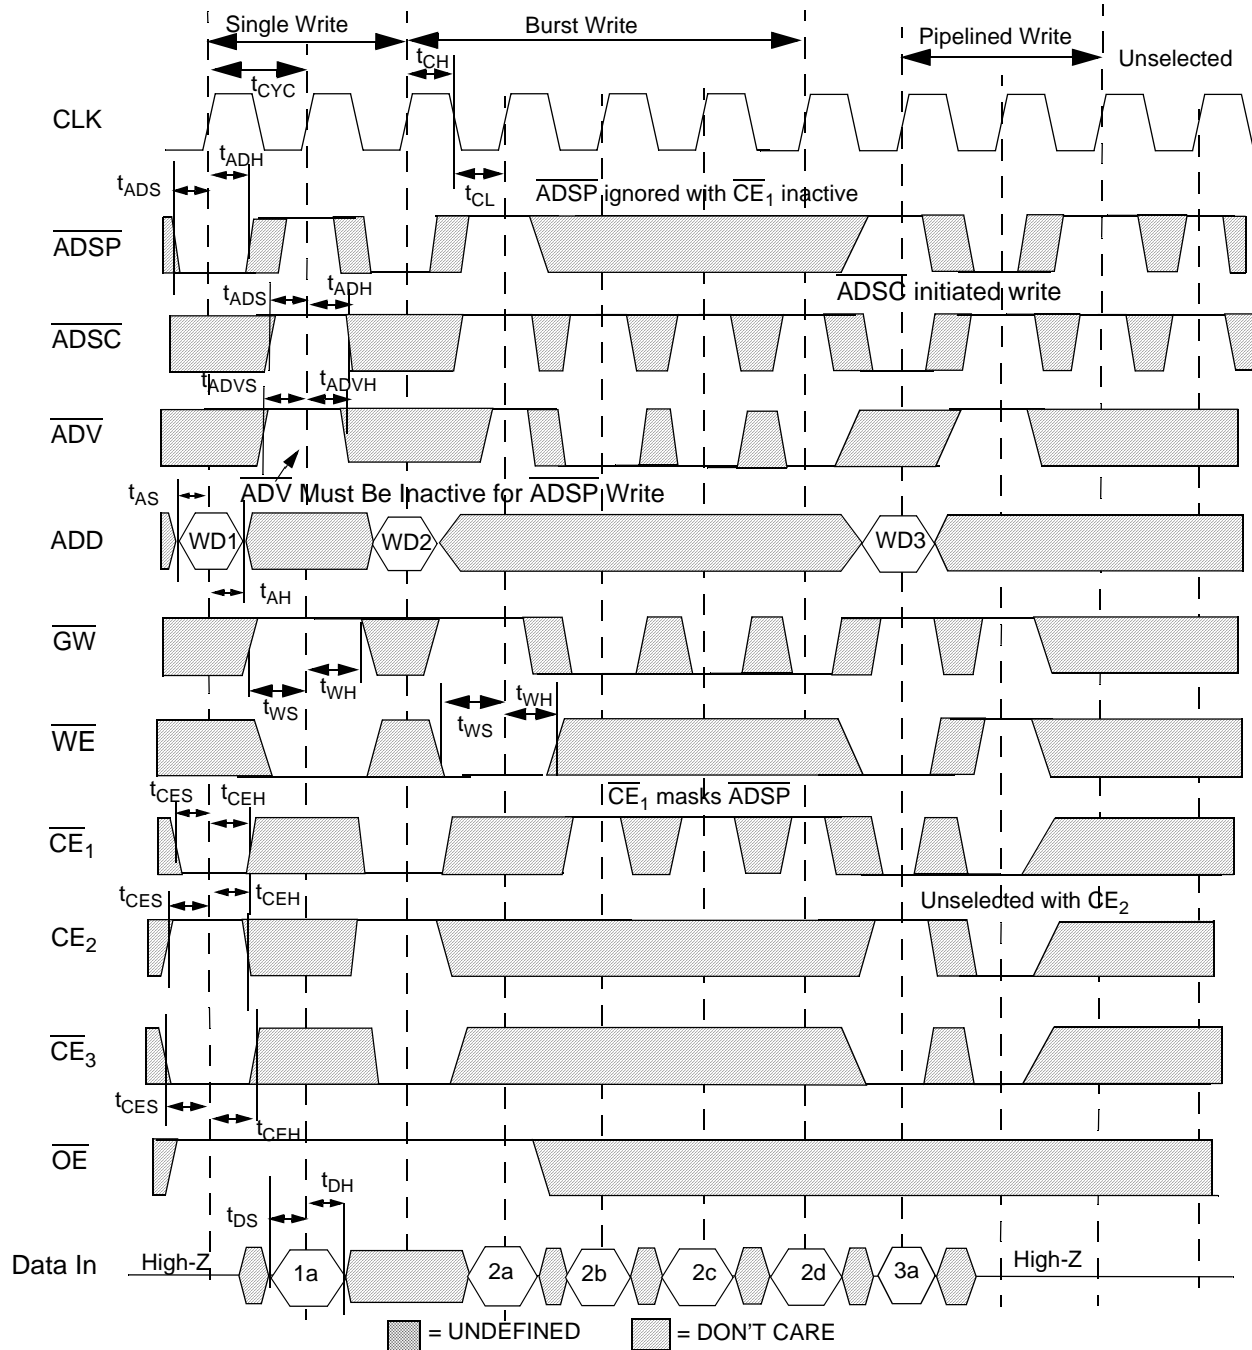 Single Write
Burst Write
Pipelined Write
Unselected
tCH
tCYC
CLK
tADH
tADS
tCL
ADSP ignored with CE1 inactive
ADSP
tADS
tADH
ADSC initiated write
ADSC
tADVS
tADVH
ADV
tAS
ADV Must Be Inactive for ADSP Write
ADD
WD1
WD2
WD3
tAH
GW
tWS
tWH
tWS
tWH
WE
tCES
tCEH
CE1 masks ADSP
CE1
tCES
tCEH
Unselected with CE2
CE2
CE3
tCES
tCEH
OE
tDS
tDH
Data In
High-Z
1a
2a
2b
2c
2d
3a
High-Z
= UNDEFINED
= DON'T CARE